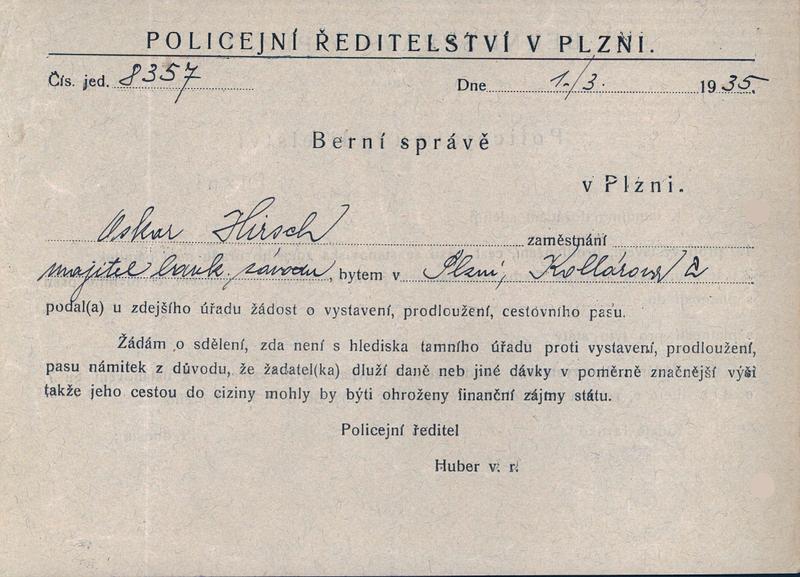 POLICEJNÍ ŘEDITELSTVÍ V PLZNI.
Čís. jed. 8357 Dne 1./3. 1935.
Berní správě
v Plzni.
Oskar Hirsch zaměstnání
majitel bank. závodu, bytem v Plzni, Kollárova 2
podal(a) u zdejšího úřadu žádost o vystavení, prodloužení, cestovního pasu.
Žádám o sdělení, zda není s hlediska tamního úřadu proti vystavení, prodloužení,
pasu námitek z důvodu, že žadatel(ka) dluží daně neb jiné dávky v poměrně značnější výši
takže jeho cestou do ciziny mohly by býti ohroženy finanční zájmy státu.
Policejní ředitel
Huber v. r.